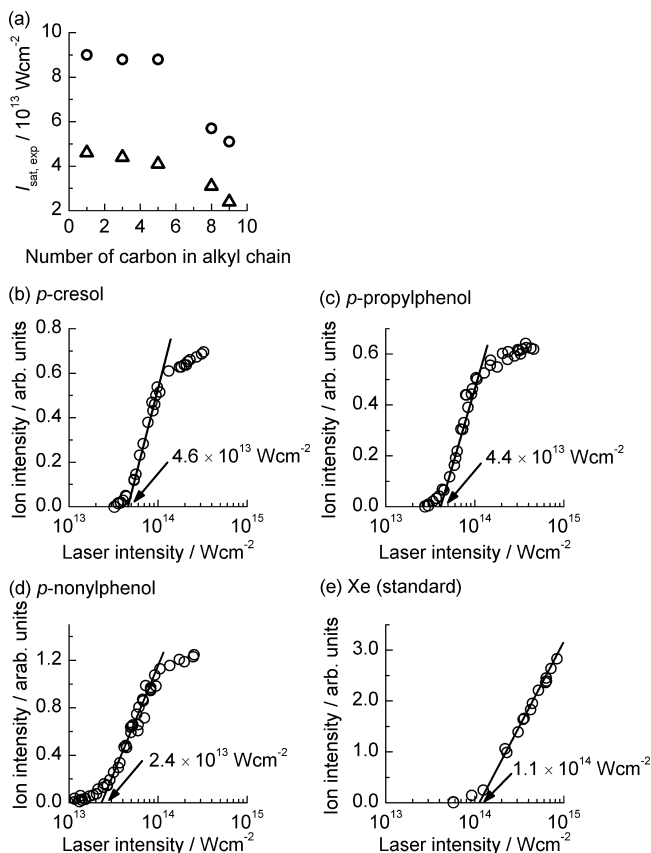 (a)
I sat, exp / 10¹³ Wcm⁻²
10
8
6
4
2
0 2 4 6 8 10
Number of carbon in alkyl chain
(b) p-cresol
Ion intensity / arb. units
0.8
0.6
0.4
0.2
0.0
4.6 × 10¹³ Wcm⁻²
10¹³ 10¹⁴ 10¹⁵
Laser intensity / Wcm⁻²
(c) p-propylphenol
Ion intensity / arb. units
0.6
0.4
0.2
0.0
4.4 × 10¹³ Wcm⁻²
10¹³ 10¹⁴ 10¹⁵
Laser intensity / Wcm⁻²
(d) p-nonylphenol
Ion intensity / arab. units
1.2
0.8
0.4
0.0
2.4 × 10¹³ Wcm⁻²
10¹³ 10¹⁴ 10¹⁵
Laser intensity / Wcm⁻²
(e) Xe (standard)
Ion intensity / arb. units
3.0
2.0
1.0
0.0
1.1 × 10¹⁴ Wcm⁻²
10¹³ 10¹⁴ 10¹⁵
Laser intensity / Wcm⁻²